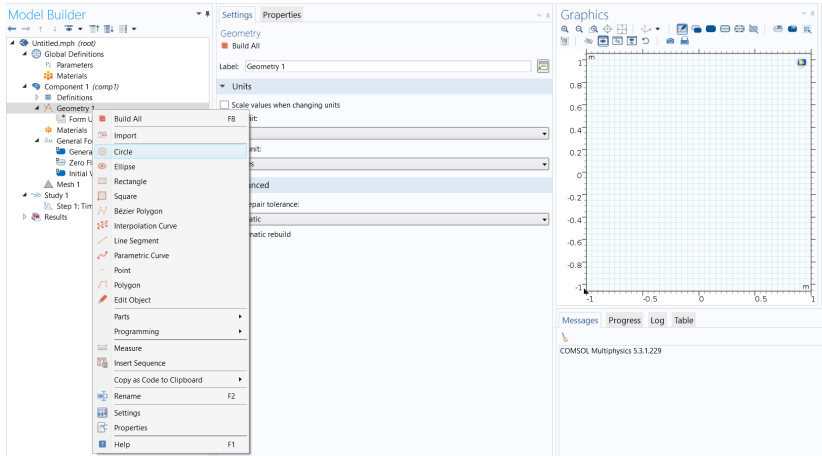 Model Builder
Untitled.mph (root)
Global Definitions
Pi Parameters
Materials
Component 1 (comp1)
Definitions
Geometry 1
Form U
Materials
Δu General Fo
General
Zero Fl
Initial V
Mesh 1
Study 1
Step 1: Tim
Results
Build All F8
Import
Circle
Ellipse
Rectangle
Square
Bézier Polygon
Interpolation Curve
Line Segment
Parametric Curve
Point
Polygon
Edit Object
Parts
Programming
Measure
Insert Sequence
Copy as Code to Clipboard
Rename F2
Settings
Properties
Help F1
Settings Properties
Geometry
Build All
Label: Geometry 1
Units
Scale values when changing units
it:
unit:
s
nced
epair tolerance:
atic
matic rebuild
Graphics
m
1
0.8
0.6
0.4
0.2
0
-0.2
-0.4
-0.6
-0.8
-1
m
-1 -0.5 0 0.5 1
Messages Progress Log Table
COMSOL Multiphysics 5.3.1.229